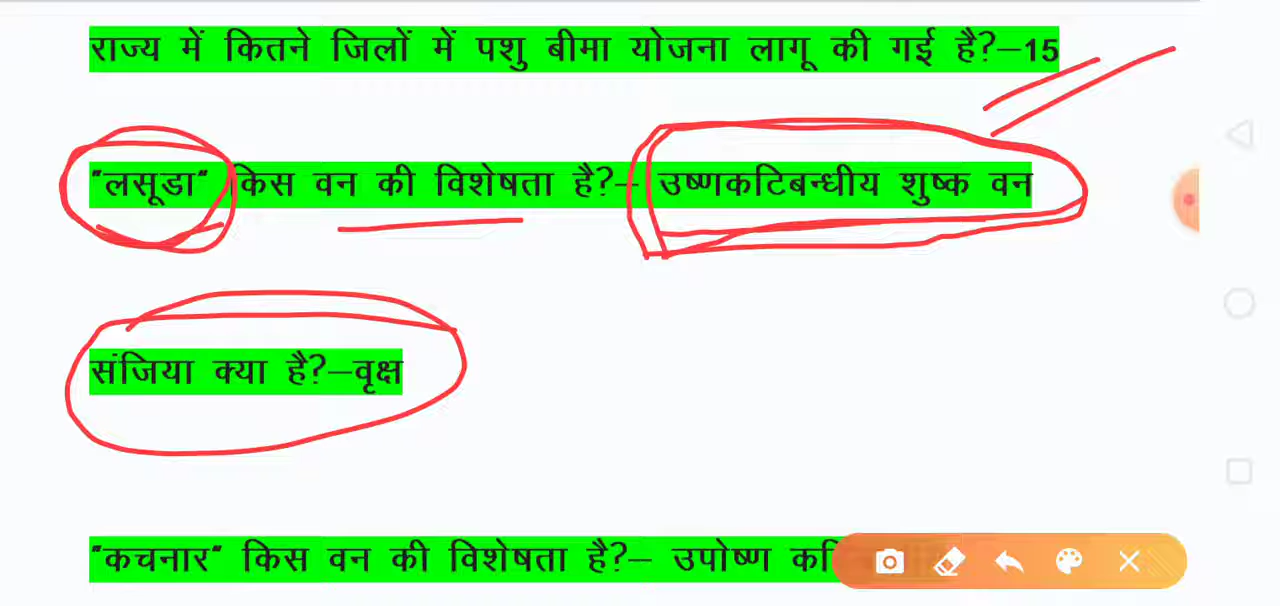 राज्य में कितने जिलों में पशु बीमा योजना लागू की गई है?–15
"लसूडा" किस वन की विशेषता है?– उष्णकटिबन्धीय शुष्क वन
संजिया क्या है?–वृक्ष
"कचनार" किस वन की विशेषता है?– उपोष्ण